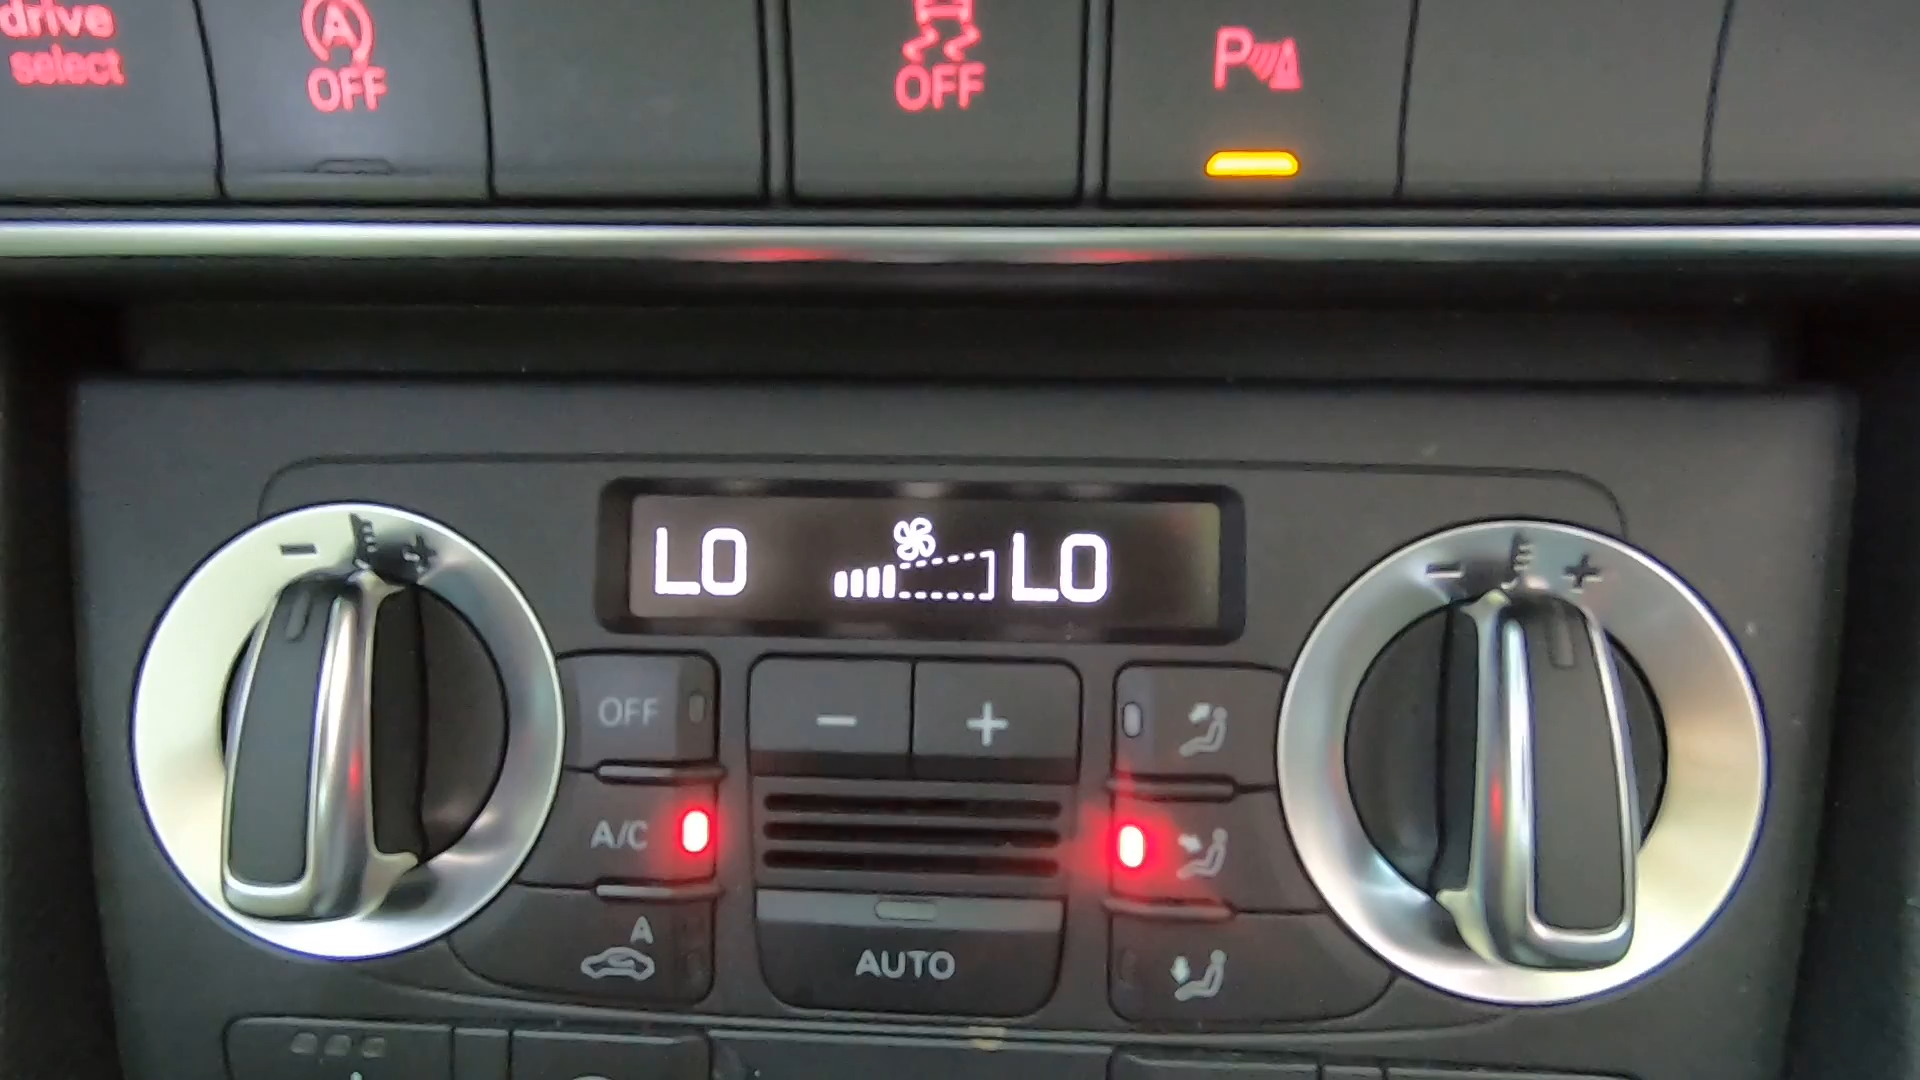 drive
select
A
OFF
OFF
P
- +
LO LO
- +
OFF
- +
A/C
A
AUTO